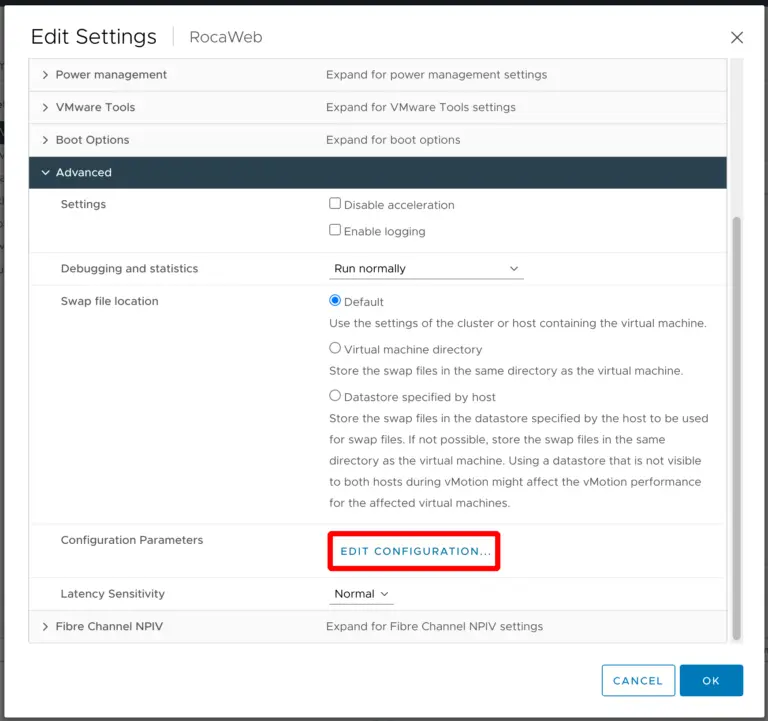 Edit Settings | RocaWeb
Power management Expand for power management settings
VMware Tools Expand for VMware Tools settings
Boot Options Expand for boot options
Advanced
Settings Disable acceleration
Enable logging
Debugging and statistics Run normally
Swap file location Default
Use the settings of the cluster or host containing the virtual machine.
Virtual machine directory
Store the swap files in the same directory as the virtual machine.
Datastore specified by host
Store the swap files in the datastore specified by the host to be used
for swap files. If not possible, store the swap files in the same
directory as the virtual machine. Using a datastore that is not visible
to both hosts during vMotion might affect the vMotion performance
for the affected virtual machines.
Configuration Parameters EDIT CONFIGURATION...
Latency Sensitivity Normal
Fibre Channel NPIV Expand for Fibre Channel NPIV settings
CANCEL OK